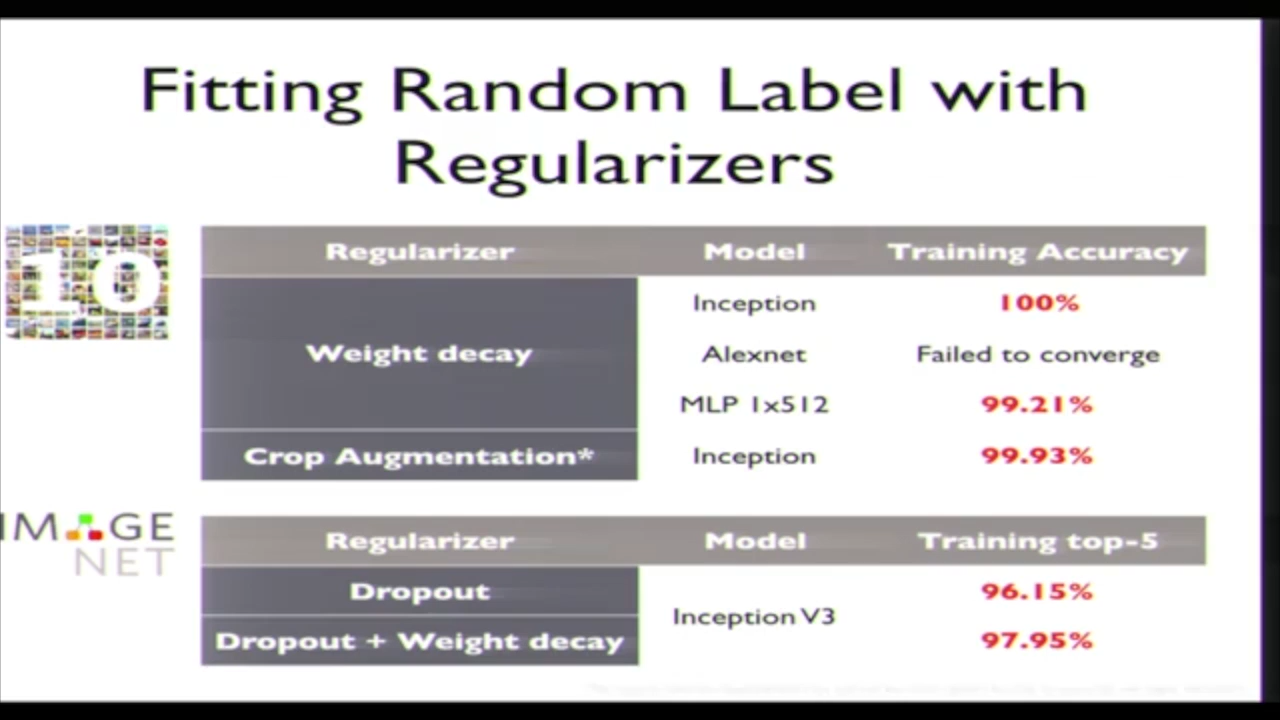 Fitting Random Label with
Regularizers
10
Regularizer Model Training Accuracy
Inception 100%
Weight decay Alexnet Failed to converge
MLP 1x512 99.21%
Crop Augmentation* Inception 99.93%
IMAGE
NET
Regularizer Model Training top-5
Dropout 96.15%
Inception V3
Dropout + Weight decay 97.95%